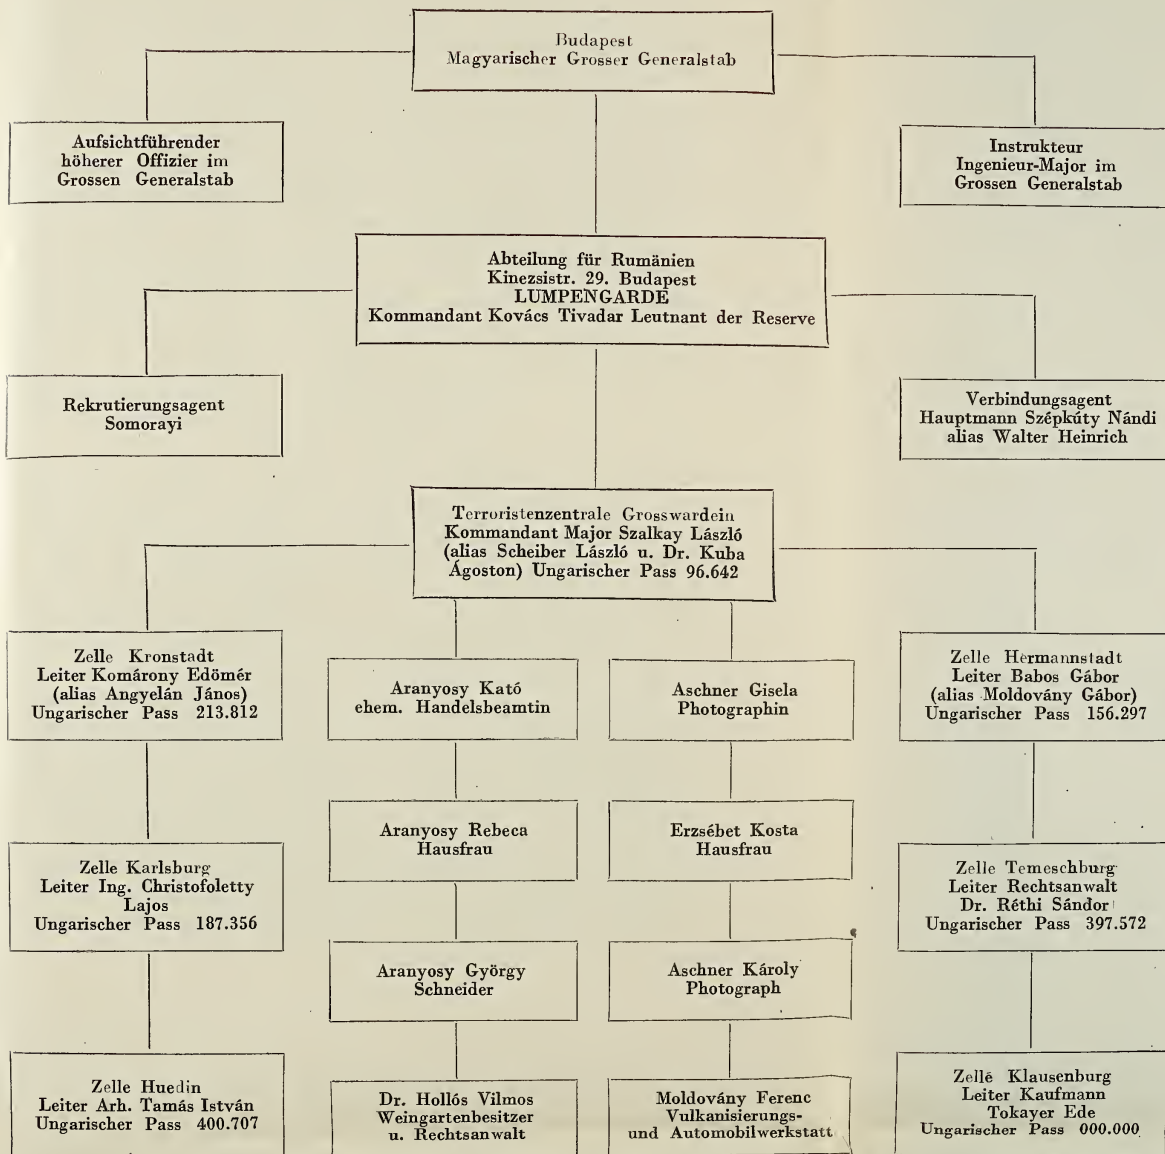 Budapest
Magyarischer Grosser Generalstab
Aufsichtführender
höherer Offizier im
Grossen Generalstab
Instrukteur
Ingenieur-Major im
Grossen Generalstab
Abteilung für Rumänien
Kinezsistr. 29. Budapest
LUMPENGARDE
Kommandant Kovács Tivadar Leutnant der Reserve
Rekrutierungsagent
Somorayi
Verbindungsagent
Hauptmann Szépkúty Nándi
alias Walter Heinrich
Terroristenzentrale Grosswardein
Kommandant Major Szalkay László
(alias Scheiber László u. Dr. Kuba
Ágoston) Ungarischer Pass 96.642
Zelle Kronstadt
Leiter Komárony Edömér
(alias Angyelán János)
Ungarischer Pass 213.812
Aranyosy Kató
ehem. Handelsbeamtin
Aschner Gisela
Photographin
Zelle Hermannstadt
Leiter Babos Gábor
(alias Moldovány Gábor)
Ungarischer Pass 156.297
Aranyosy Rebeca
Hausfrau
Erzsébet Kosta
Hausfrau
Zelle Karlsburg
Leiter Ing. Christofoletty
Lajos
Ungarischer Pass 187.356
Zelle Temeschburg
Leiter Rechtsanwalt
Dr. Réthi Sándor
Ungarischer Pass 397.572
Aranyosy György
Schneider
Aschner Károly
Photograph
Zelle Huedin
Leiter Arh. Tamás István
Ungarischer Pass 400.707
Dr. Hollós Vilmos
Weingartenbesitzer
u. Rechtsanwalt
Moldovány Ferenc
Vulkanisierungs-
und Automobilwerkstatt
Zelle Klausenburg
Leiter Kaufmann
Tokayer Ede
Ungarischer Pass 000.000